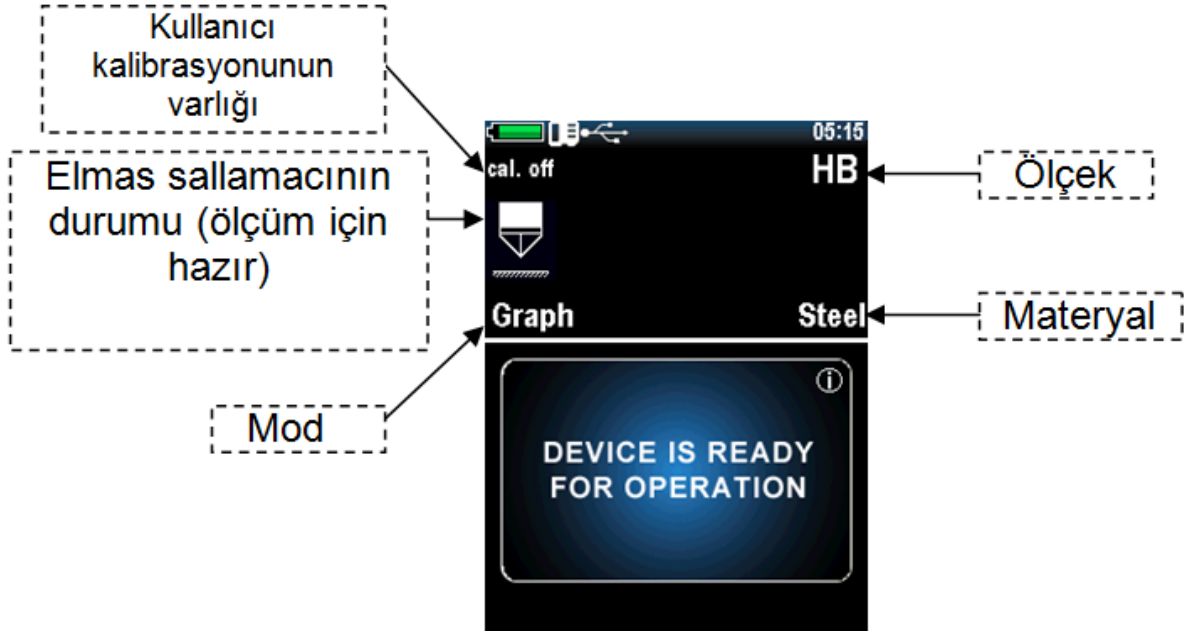 Kullanıcı
kalibrasyonunun
varlığı
Elmas sallamacının
durumu (ölçüm için
hazır)
Mod
05:15
cal. off
HB
Graph
Steel
DEVICE IS READY
FOR OPERATION
Ölçek
Materyal